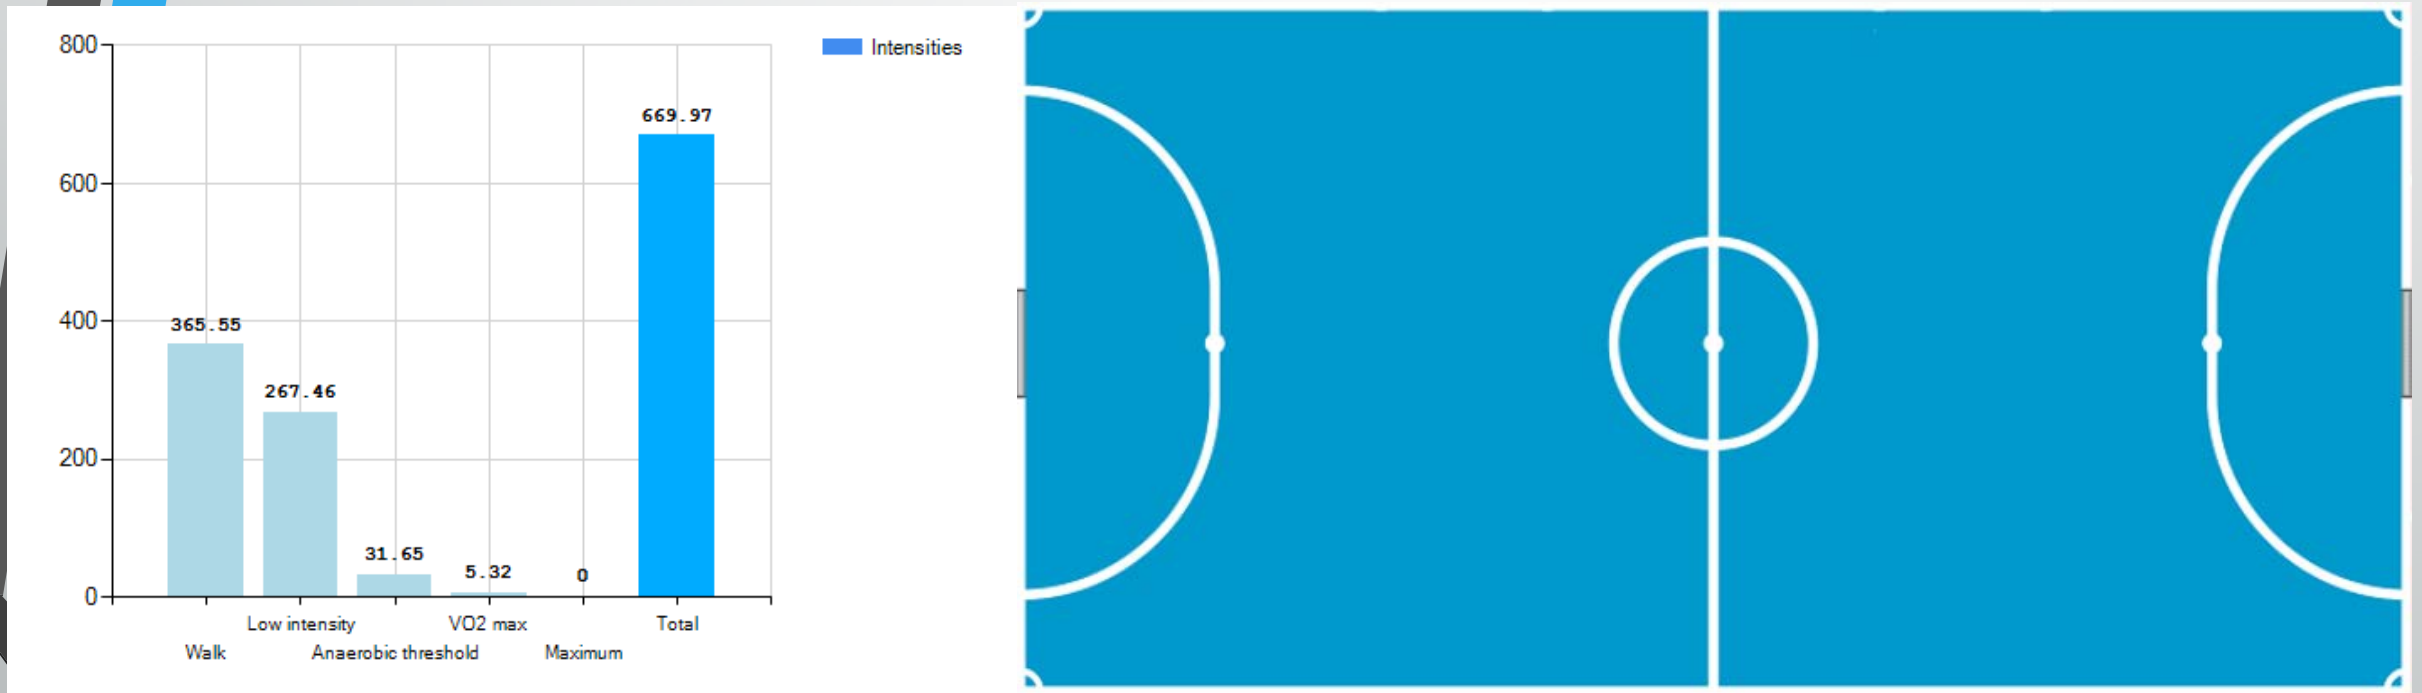 800
600
400
200
0
365.55
267.46
31.65
5.32
0
669.97
Walk
Low intensity
Anaerobic threshold
VO2 max
Maximum
Total
Intensities